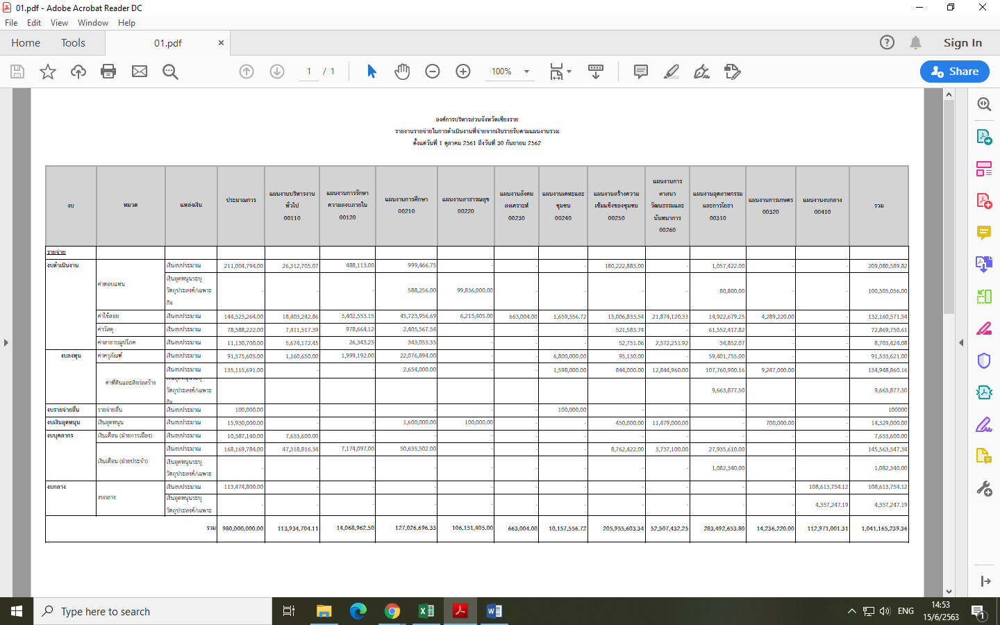 01.pdf - Adobe Acrobat Reader DC
File Edit View Window Help
Home Tools 01.pdf × Sign In
1 / 1 100% Share
องค์การบริหารส่วนจังหวัดเชียงราย
รายงานรายจ่ายในการดำเนินงานที่จ่ายจากเงินรายรับตามแผนงานรวม
ตั้งแต่วันที่ 1 ตุลาคม 2561 ถึงวันที่ 30 กันยายน 2562
งบ หมวด แหล่งเงิน ประมาณการ แผนงานบริหารงานทั่วไป 00110 แผนงานการรักษาความสงบภายใน 00120 แผนงานการศึกษา 00210 แผนงานสาธารณสุข 00220 แผนงานสังคมสงเคราะห์ 00230 แผนงานเคหะและชุมชน 00240 แผนงานสร้างความเข้มแข็งของชุมชน 00250 แผนงานการศาสนาวัฒนธรรมและนันทนาการ 00260 แผนงานอุตสาหกรรมและการโยธา 00310 แผนงานการเกษตร 00320 แผนงานงบกลาง 00410 รวม
รายจ่าย
งบดำเนินงาน ค่าตอบแทน เงินงบประมาณ 211,004,794.00 26,312,705.07 488,113.00 999,466.75 - - - 180,222,883.00 - 1,057,422.00 - - 209,080,589.82
เงินอุดหนุนระบุวัตถุประสงค์/เฉพาะกิจ - - - 588,256.00 99,836,000.00 - - - - 80,800.00 - - 100,505,056.00
ค่าใช้สอย เงินงบประมาณ 144,523,264.00 18,403,242.86 3,402,553.15 45,723,956.69 6,215,405.00 663,004.00 1,659,556.72 15,006,833.54 21,874,120.33 14,922,679.25 4,289,220.00 - 132,160,571.54
ค่าวัสดุ เงินงบประมาณ 78,588,222.00 7,411,517.39 978,664.12 2,405,567.54 - - - 521,583.74 - 61,552,417.82 - - 72,869,750.61
ค่าสาธารณูปโภค เงินงบประมาณ 11,130,700.00 5,674,172.45 26,343.23 343,053.35 - - - 52,751.06 2,572,251.92 34,852.07 - - 8,703,424.08
งบลงทุน ค่าครุภัณฑ์ เงินงบประมาณ 91,575,605.00 1,160,650.00 1,999,192.00 22,076,894.00 - - 6,800,000.00 95,130.00 - 59,401,755.00 - - 91,533,621.00
ค่าที่ดินและสิ่งก่อสร้าง เงินงบประมาณ 135,115,691.00 - - 2,654,000.00 - - 1,598,000.00 844,000.00 12,844,960.00 107,760,900.16 9,247,000.00 - 134,948,860.16
เงินอุดหนุนระบุวัตถุประสงค์/เฉพาะกิจ 9,663,877.50 9,663,877.50
งบรายจ่ายอื่น รายจ่ายอื่น เงินงบประมาณ 100,000.00 - - - - - 100,000.00 - - - - - 100000
งบเงินอุดหนุน เงินอุดหนุน เงินงบประมาณ 15,930,000.00 - - 1,600,000.00 100,000.00 - - 450,000.00 11,479,000.00 - 700,000.00 - 14,329,000.00
งบบุคลากร เงินเดือน (ฝ่ายการเมือง) เงินงบประมาณ 10,387,140.00 7,653,600.00 - - - - - - - - - - 7,653,600.00
เงินเดือน (ฝ่ายประจำ) เงินงบประมาณ 168,169,784.00 47,318,816.34 7,174,097.00 50,635,502.00 - - - 8,762,422.00 3,737,100.00 27,935,610.00 - - 145,563,547.34
เงินอุดหนุนระบุวัตถุประสงค์/เฉพาะ - - - - - - - - - 1,082,340.00 - - 1,082,340.00
งบกลาง งบกลาง เงินงบประมาณ 113,474,800.00 - - - - - - - - - - 108,613,754.12 108,613,754.12
เงินอุดหนุนระบุวัตถุประสงค์/เฉพาะ - - - - - - - - - - - 4,357,247.19 4,357,247.19
รวม 980,000,000.00 113,934,704.11 14,068,962.50 127,026,696.33 106,151,405.00 663,004.00 10,157,556.72 205,955,603.34 52,507,432.25 283,492,653.80 14,236,220.00 112,971,001.31 1,041,165,239.36
Type here to search
ENG
14:53
15/6/2563
1